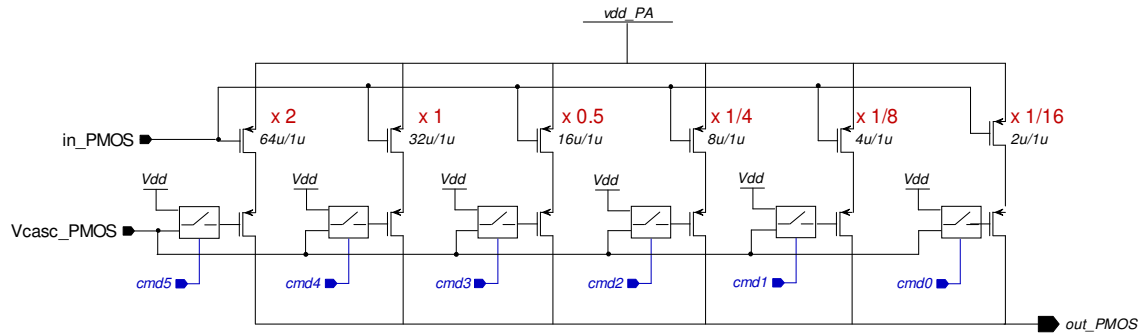 vdd_PA
x 2
x 1
x 0.5
x 1/4
x 1/8
x 1/16
in_PMOS
64u/1u
32u/1u
16u/1u
8u/1u
4u/1u
2u/1u
Vdd
Vdd
Vdd
Vdd
Vdd
Vdd
Vcasc_PMOS
cmd5
cmd4
cmd3
cmd2
cmd1
cmd0
out_PMOS